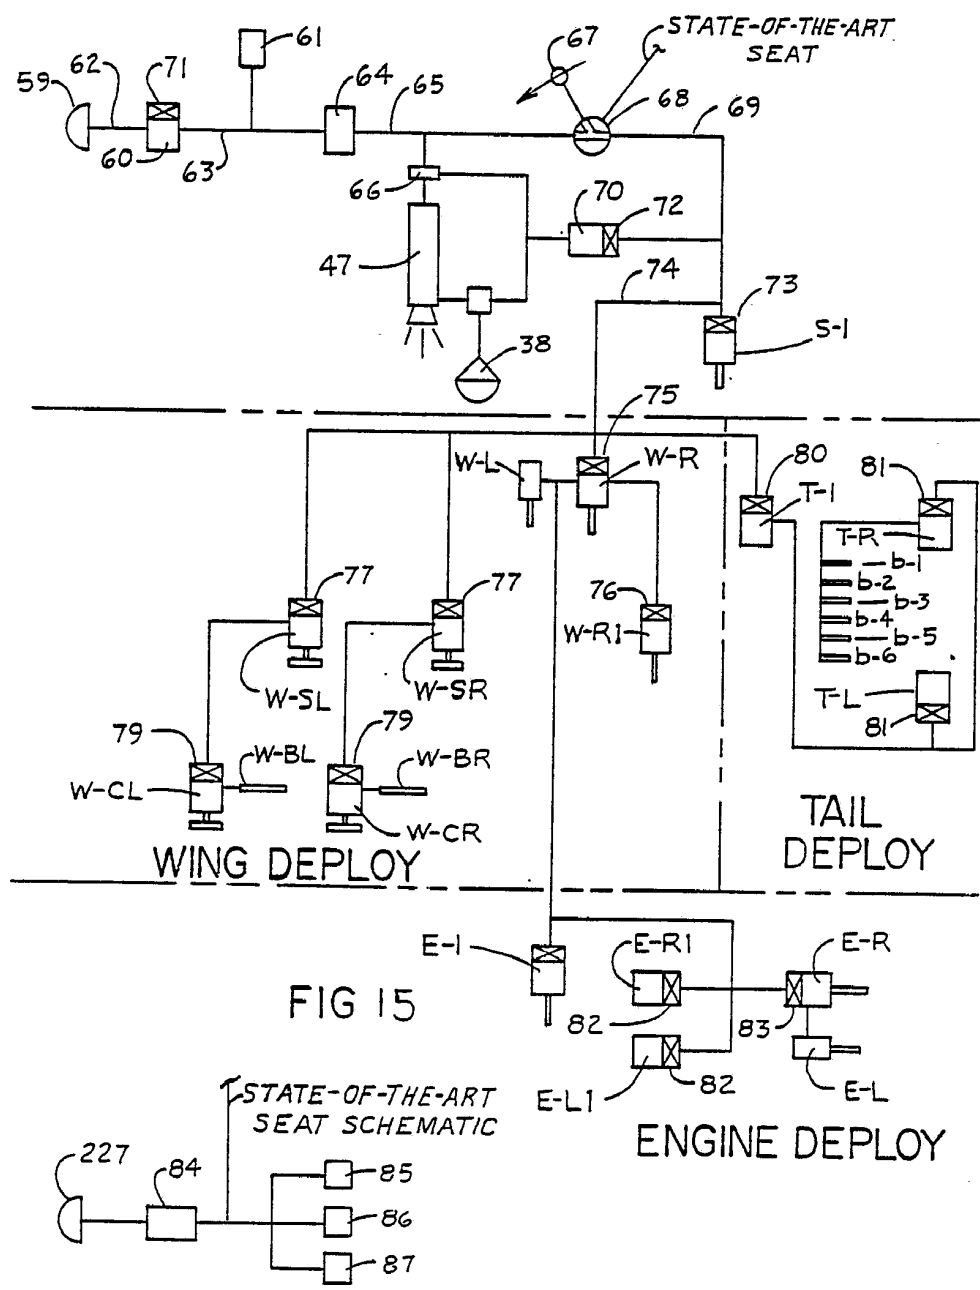 STATE-OF-THE-ART
SEAT
61
67
59
62
71
64
65
68
69
60
63
66
70
72
47
74
73
S-1
38
75
W-L
W-R
80
81
T-1
T-R
b-1
b-2
b-3
b-4
b-5
b-6
77
77
76
W-R1
W-SL
W-SR
T-L
81
79
79
W-BL
W-BR
W-CL
W-CR
WING DEPLOY
TAIL
DEPLOY
E-1
E-R1
E-R
FIG 15
82
83
E-L1
82
E-L
STATE-OF-THE-ART
SEAT SCHEMATIC
ENGINE DEPLOY
227
84
85
86
87